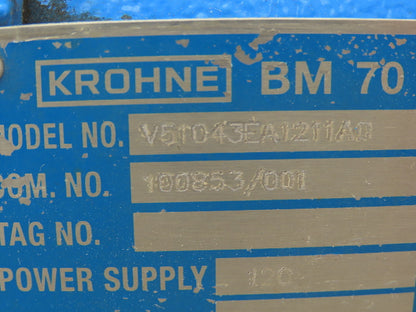 KROHNE BM 70
MODEL NO. V51043EA1211A0
COM. NO. 100853/001
TAG NO.
POWER SUPPLY 120